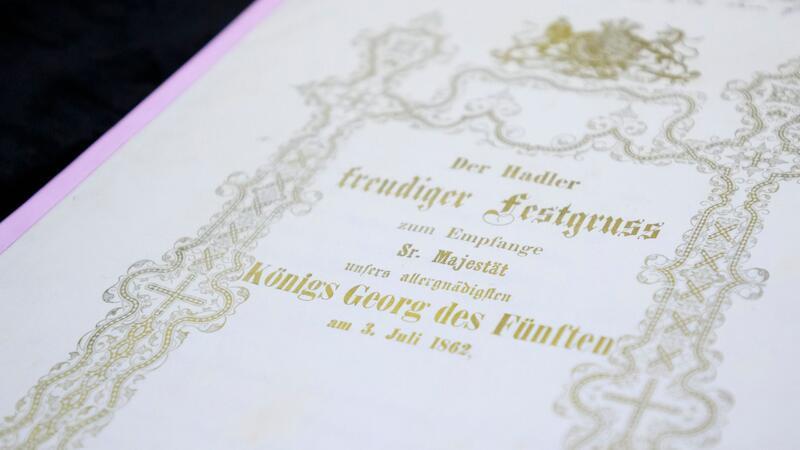 Der Hadler
freudiger Festgruss
zum Empfange
Sr. Majestät
unsers allergnädigsten
Königs Georg des Fünften
am 3. Juli 1862.